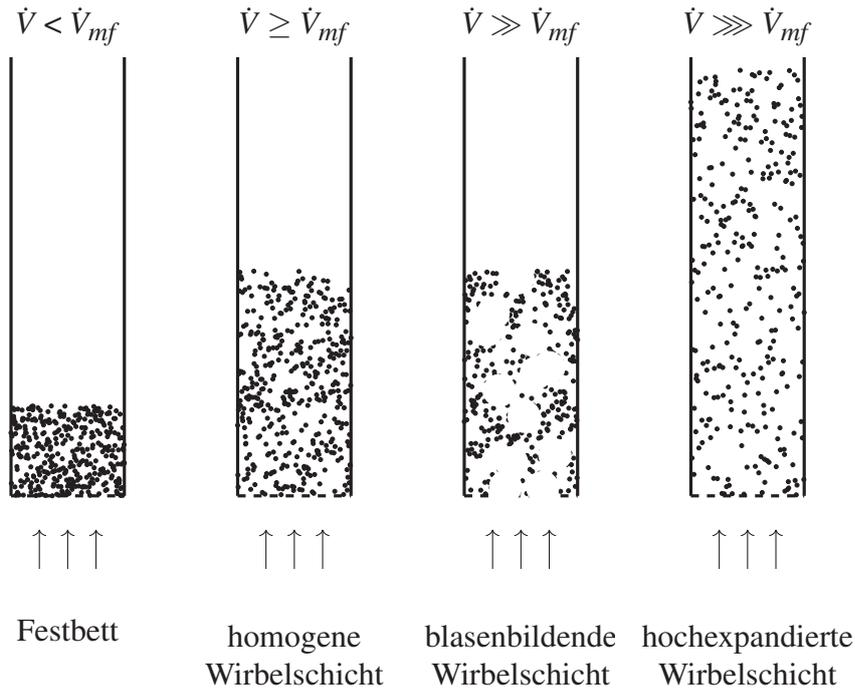 V̇ < V̇mf
V̇ ≥ V̇mf
V̇ ≫ V̇mf
V̇ ⋙ V̇mf
Festbett
homogene
Wirbelschicht
blasenbildende
Wirbelschicht
hochexpandierte
Wirbelschicht